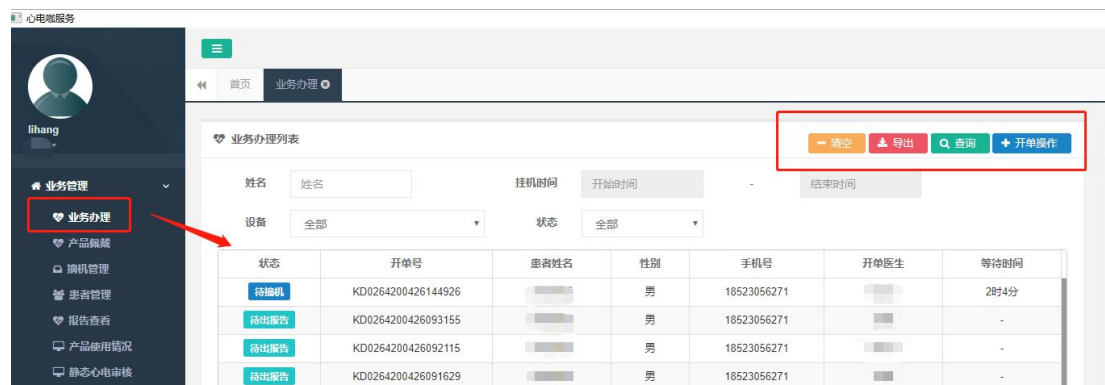 心电咖服务
首页 业务办理
lihang
业务办理列表 清空 导出 查询 开单操作
业务管理
姓名 姓名 挂机时间 开始时间 - 结束时间
业务办理
设备 全部 状态 全部
产品佩戴
状态 开单号 患者姓名 性别 手机号 开单医生 等待时间
摘机管理
待摘机 KD0264200426144926 男 18523056271 2时4分
患者管理
待出报告 KD0264200426093155 男 18523056271 -
报告查看
待出报告 KD0264200426092115 男 18523056271 -
产品使用情况
待出报告 KD0264200426091629 男 18523056271 -
静态心电审核